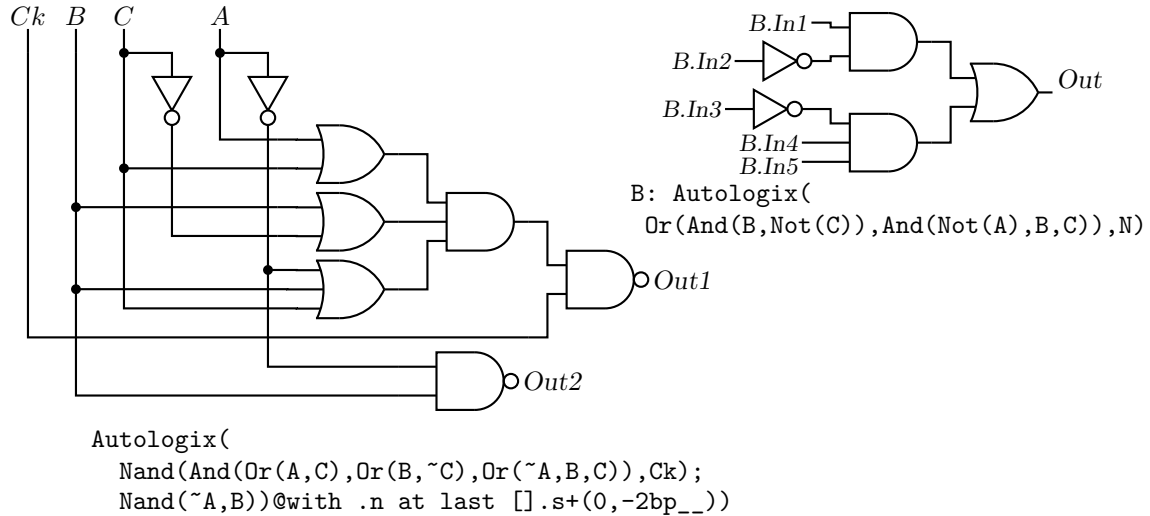 Ck B C A
B.In1
B.In2
B.In3
B.In4
B.In5
Out
B: Autologix(
Or(And(B,Not(C)),And(Not(A),B,C)),N)
Out1
Out2
Autologix(
Nand(And(Or(A,C),Or(B,~C),Or(~A,B,C)),Ck);
Nand(~A,B))@with .n at last [].s+(0,-2bp__))